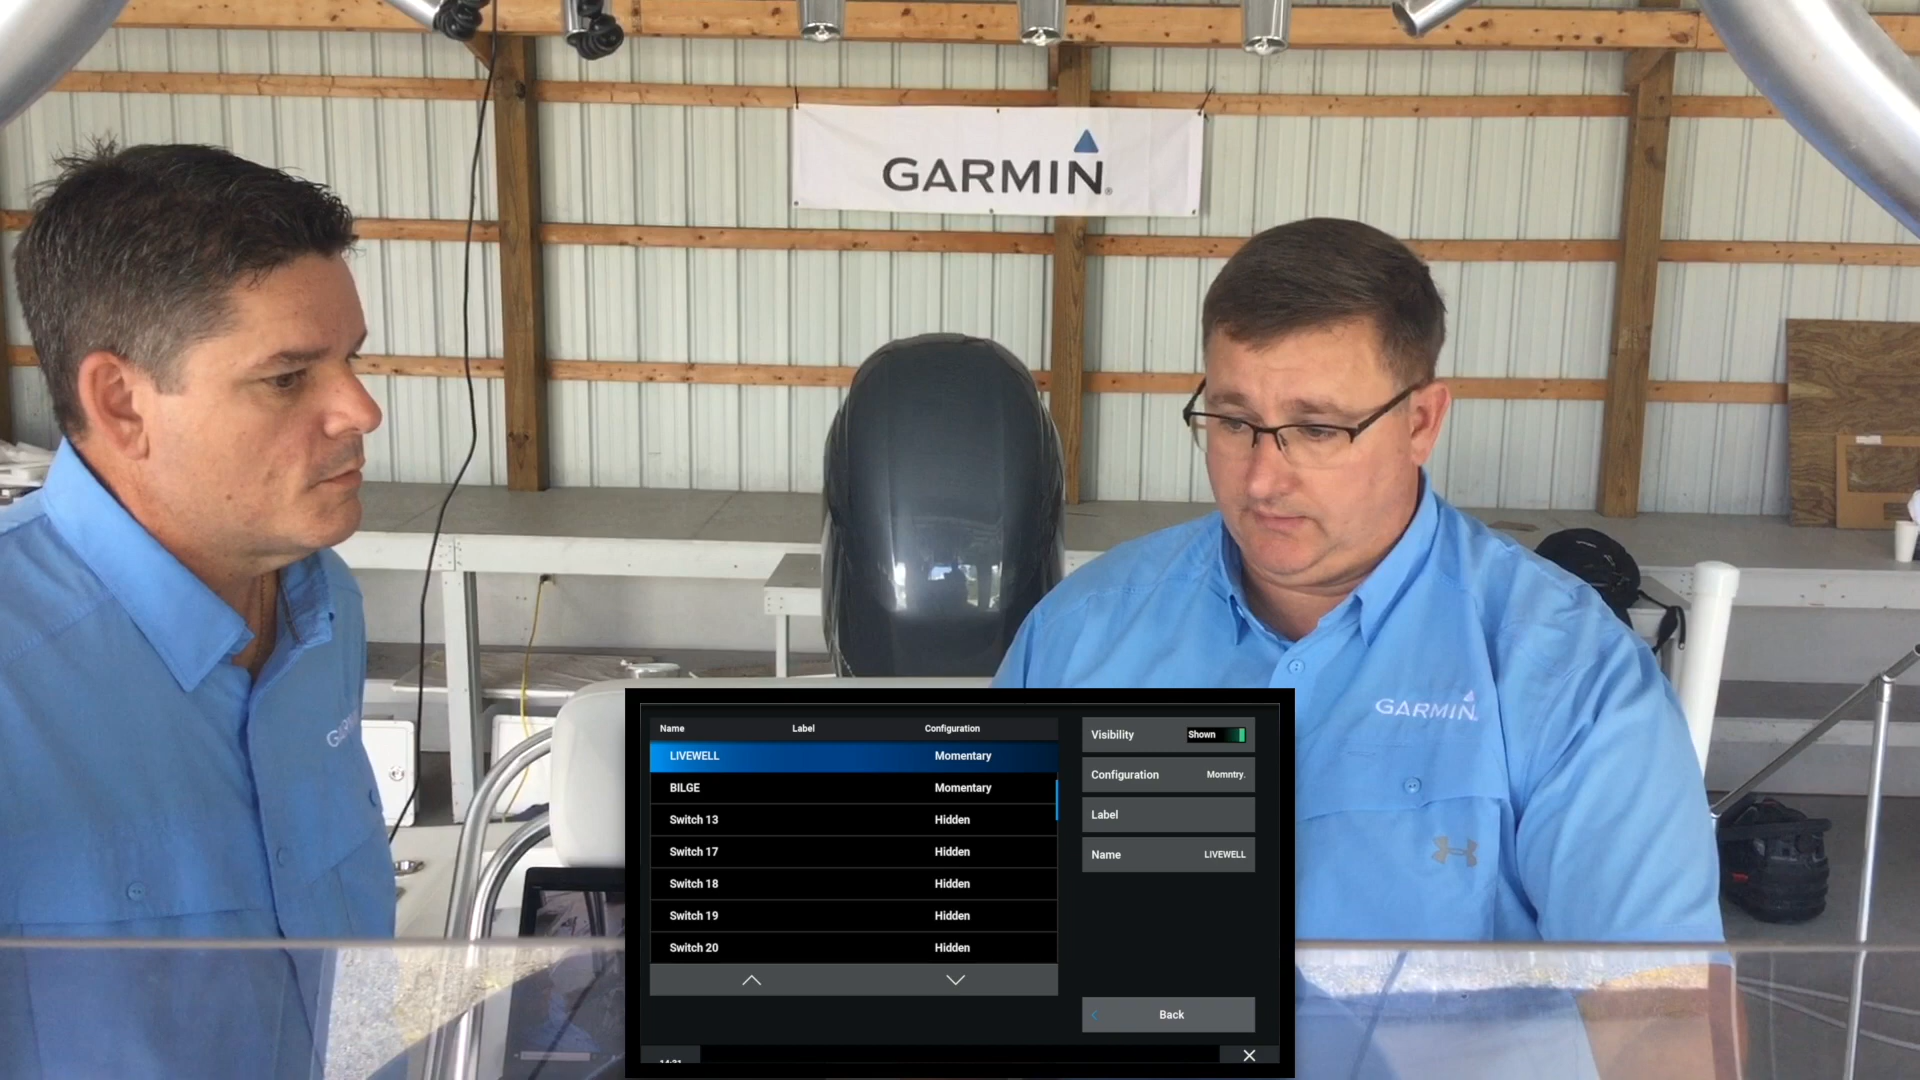 GARMIN®
GARMIN
Name Label Configuration
LIVEWELL Momentary
BILGE Momentary
Switch 13 Hidden
Switch 17 Hidden
Switch 18 Hidden
Switch 19 Hidden
Switch 20 Hidden
Visibility Shown
Configuration Momntry.
Label
Name LIVEWELL
Back